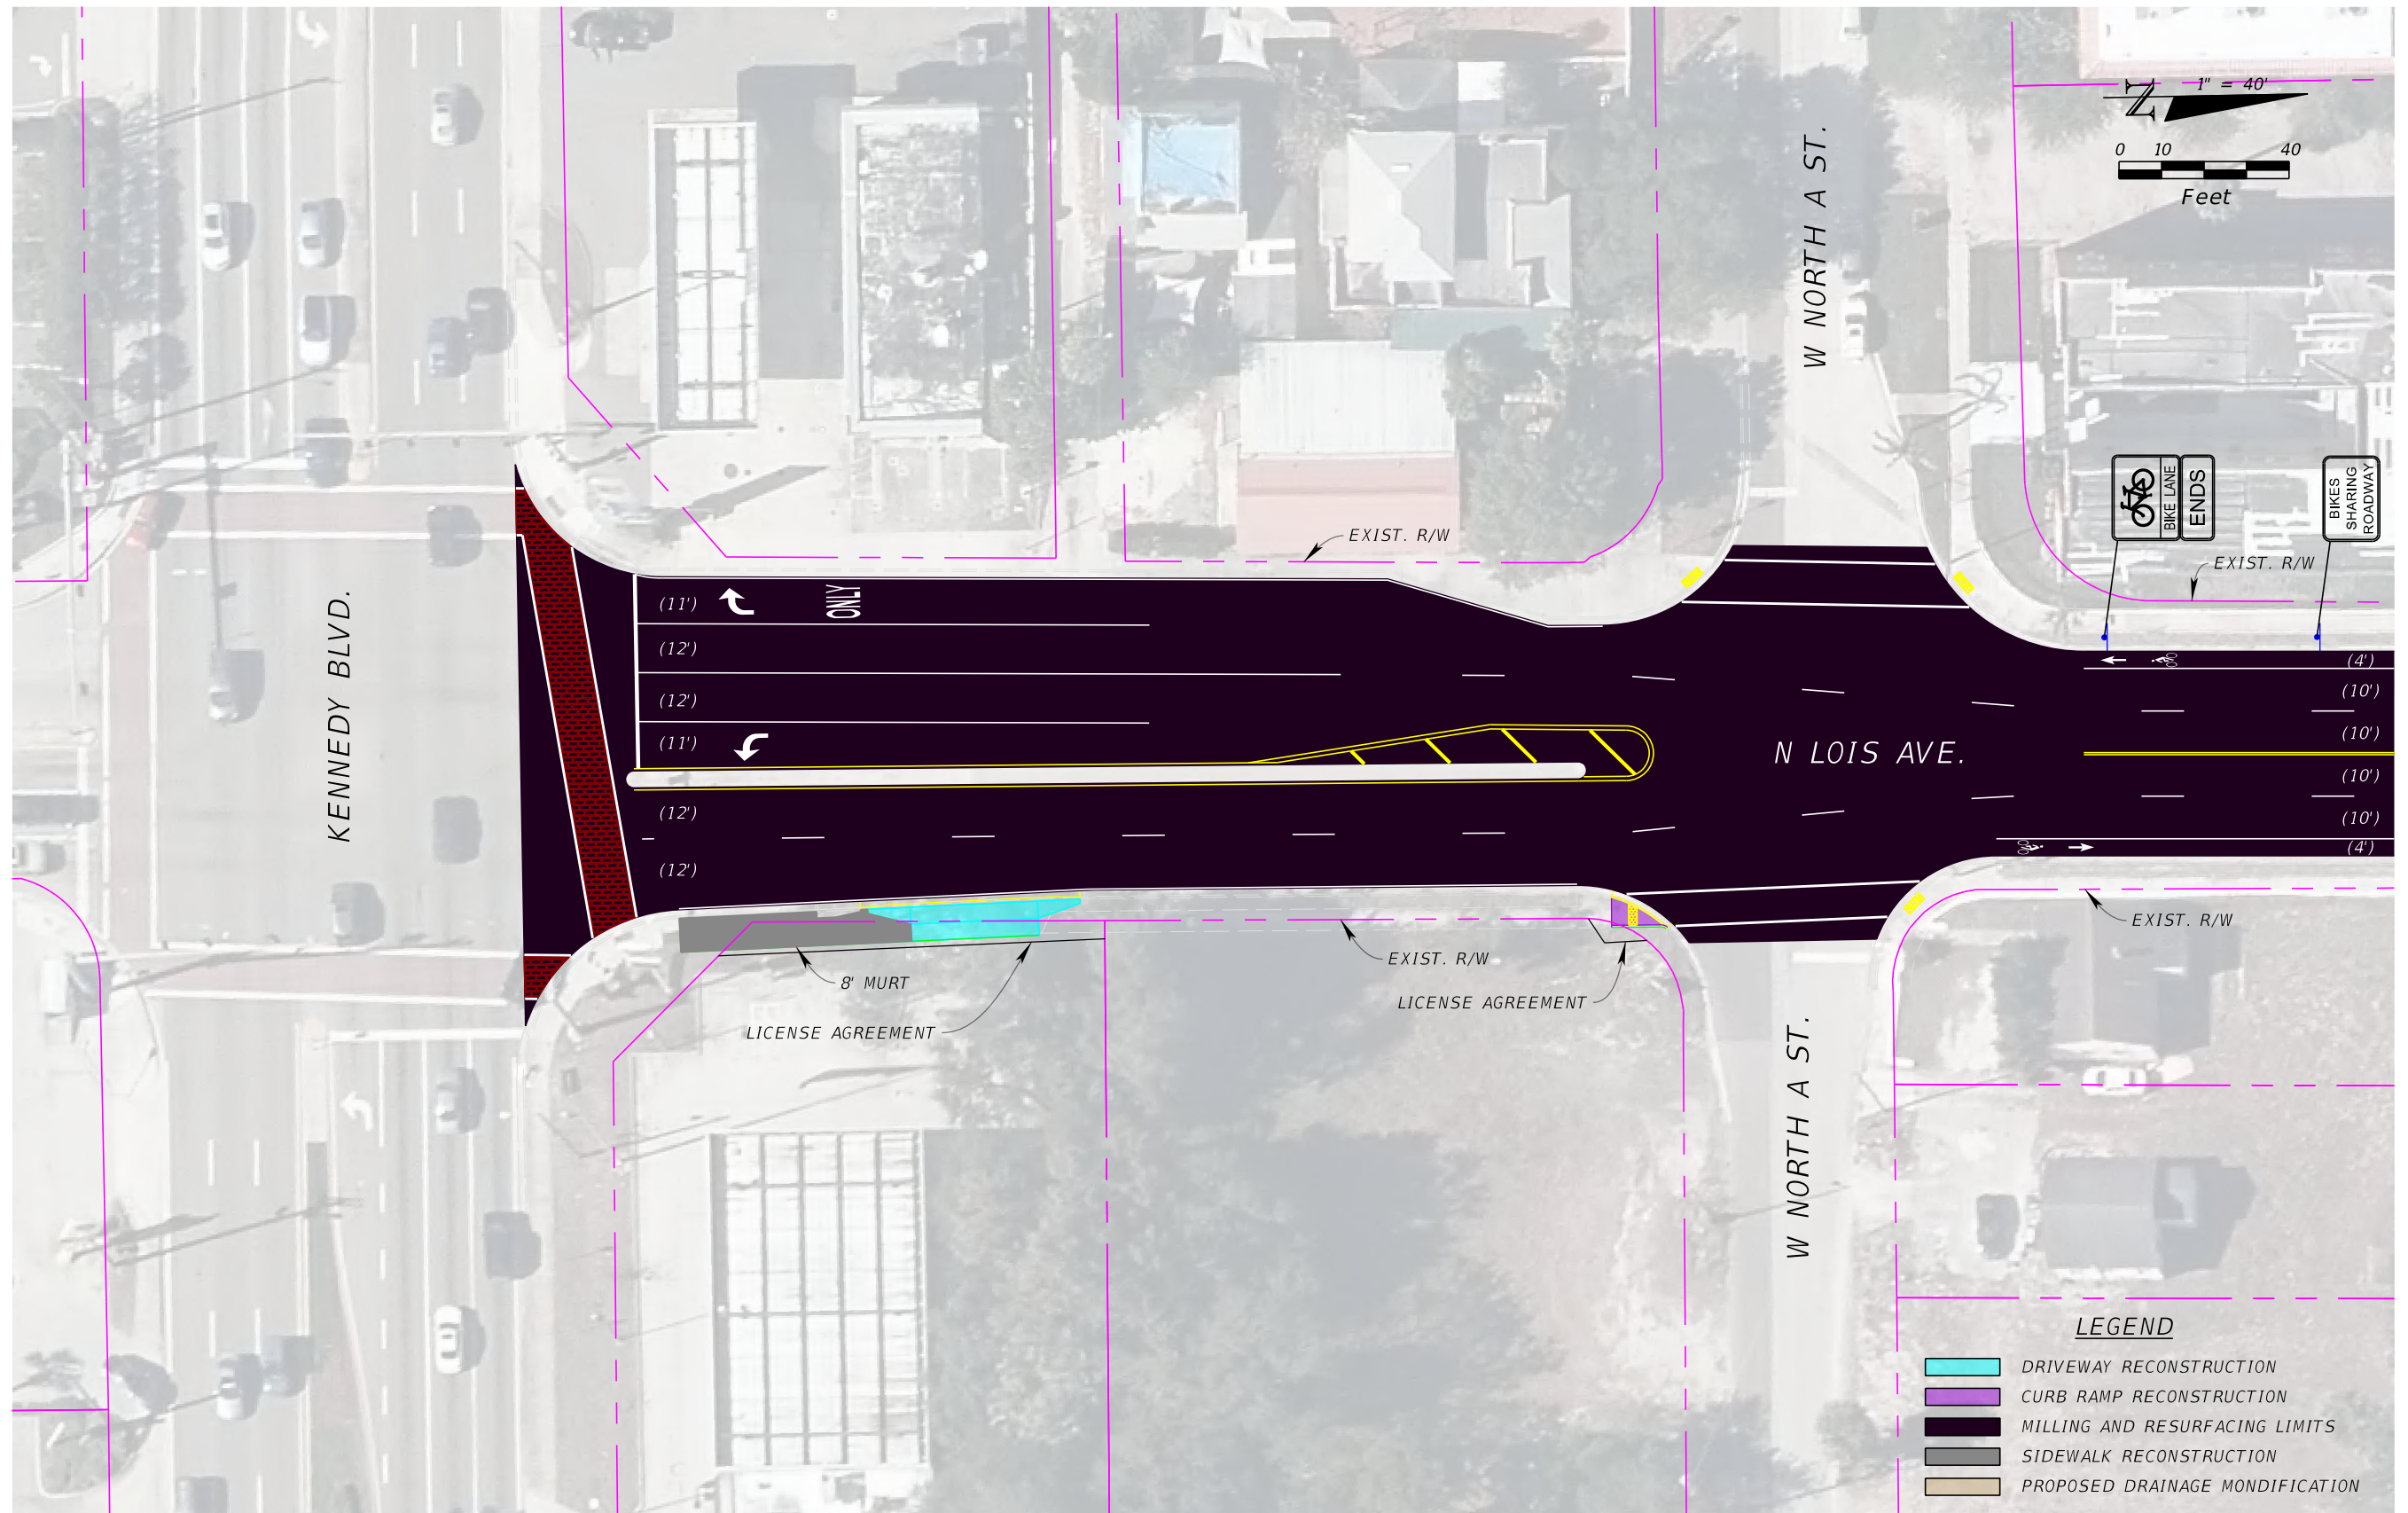 1" = 40'
0 10 40
Feet
W NORTH A ST.
BIKE LANE
ENDS
BIKES
SHARING
ROADWAY
EXIST. R/W
EXIST. R/W
KENNEDY BLVD.
(11')
ONLY
(12')
(12')
(11')
(12')
(12')
N LOIS AVE.
(4')
(10')
(10')
(10')
(10')
(4')
EXIST. R/W
EXIST. R/W
8' MURT
LICENSE AGREEMENT
LICENSE AGREEMENT
W NORTH A ST.
LEGEND
DRIVEWAY RECONSTRUCTION
CURB RAMP RECONSTRUCTION
MILLING AND RESURFACING LIMITS
SIDEWALK RECONSTRUCTION
PROPOSED DRAINAGE MONDIFICATION